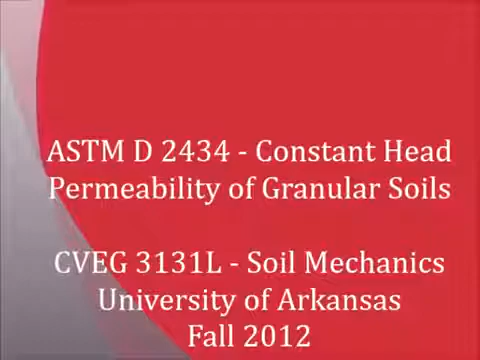 ASTM D 2434 - Constant Head
Permeability of Granular Soils
CVEG 3131L - Soil Mechanics
University of Arkansas
Fall 2012